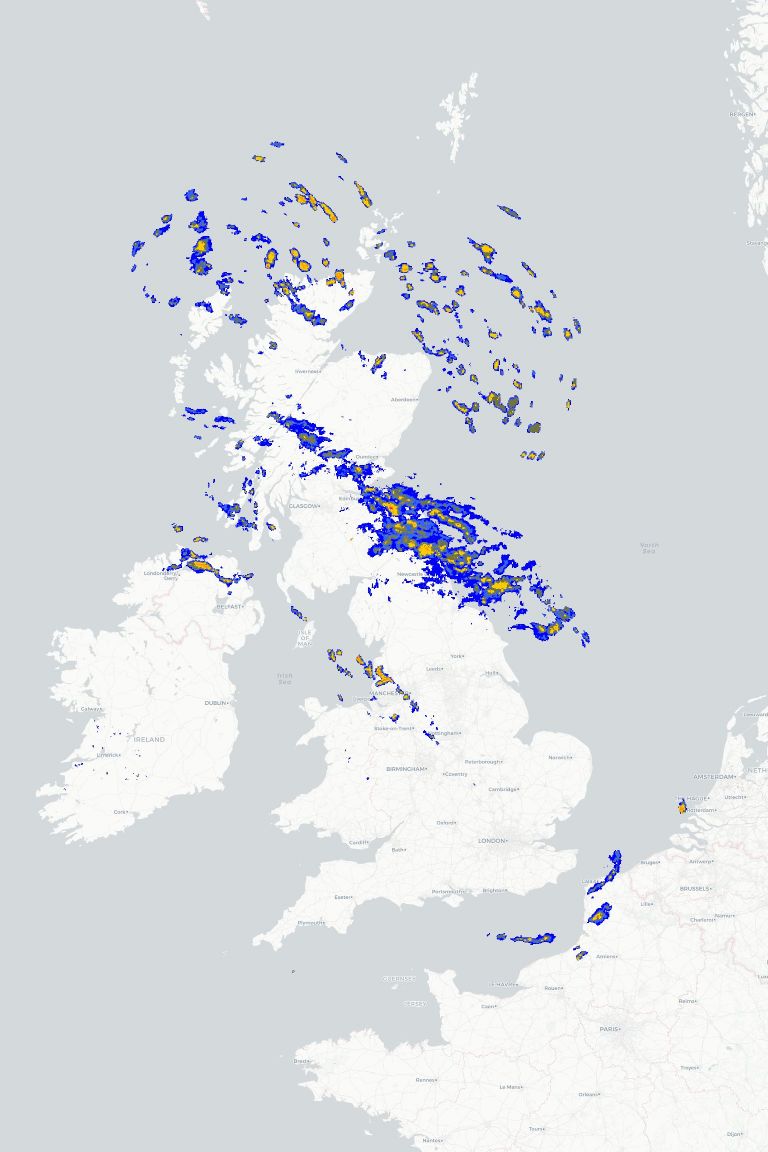 BERGEN
Inverness
Aberdeen
Dundee
Edinbu
GLASGOW
North
Sea
Londonderry/
Derry
Newcastle
BELFAST
ISLE
OF
MAN
York
Leeds
Hull
Irish
Sea
MANCHESTER
Liverp
DUBLIN
Galway
Stoke-on-Trent
Nottingham
IRELAND
Limerick
Norwich
Peterborough
BIRMINGHAM
Coventry
AMSTERDAM
NETH
Cambridge
HAGUE
Utrecht
Rotterdam
Cork
Oxford
Cardiff
Bath
LONDON
Bruges
Antwerp
Calais
BRUSSELS
Portsmouth
Brighton
Exeter
Lille
Plymouth
Charleroi
Namur
Amiens
GUERNSEY
LE HAVRE
Rouen
JERSEY
Caen
Reims
PARIS
Brest
Troyes
Rennes
Le Mans
Orléans
Tours
Dijon
Nantes